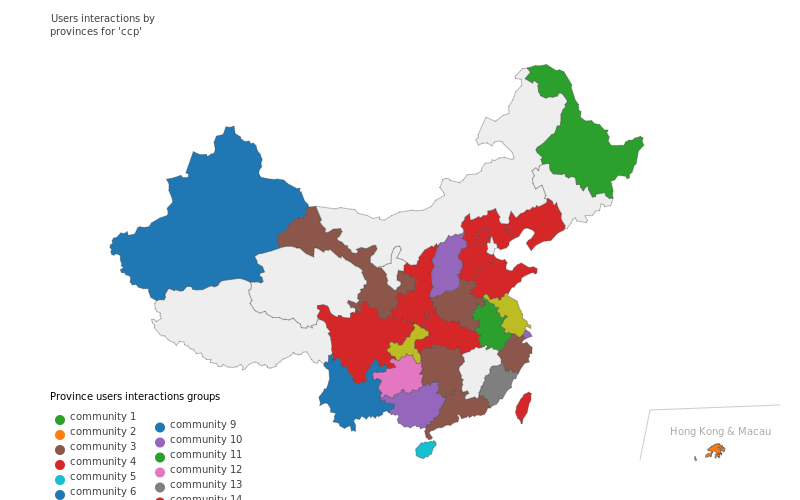 Users interactions by
provinces for 'ccp'
Hong Kong & Macau
Province users interactions groups
community 1
community 2
community 3
community 4
community 5
community 6
community 9
community 10
community 11
community 12
community 13
community 14